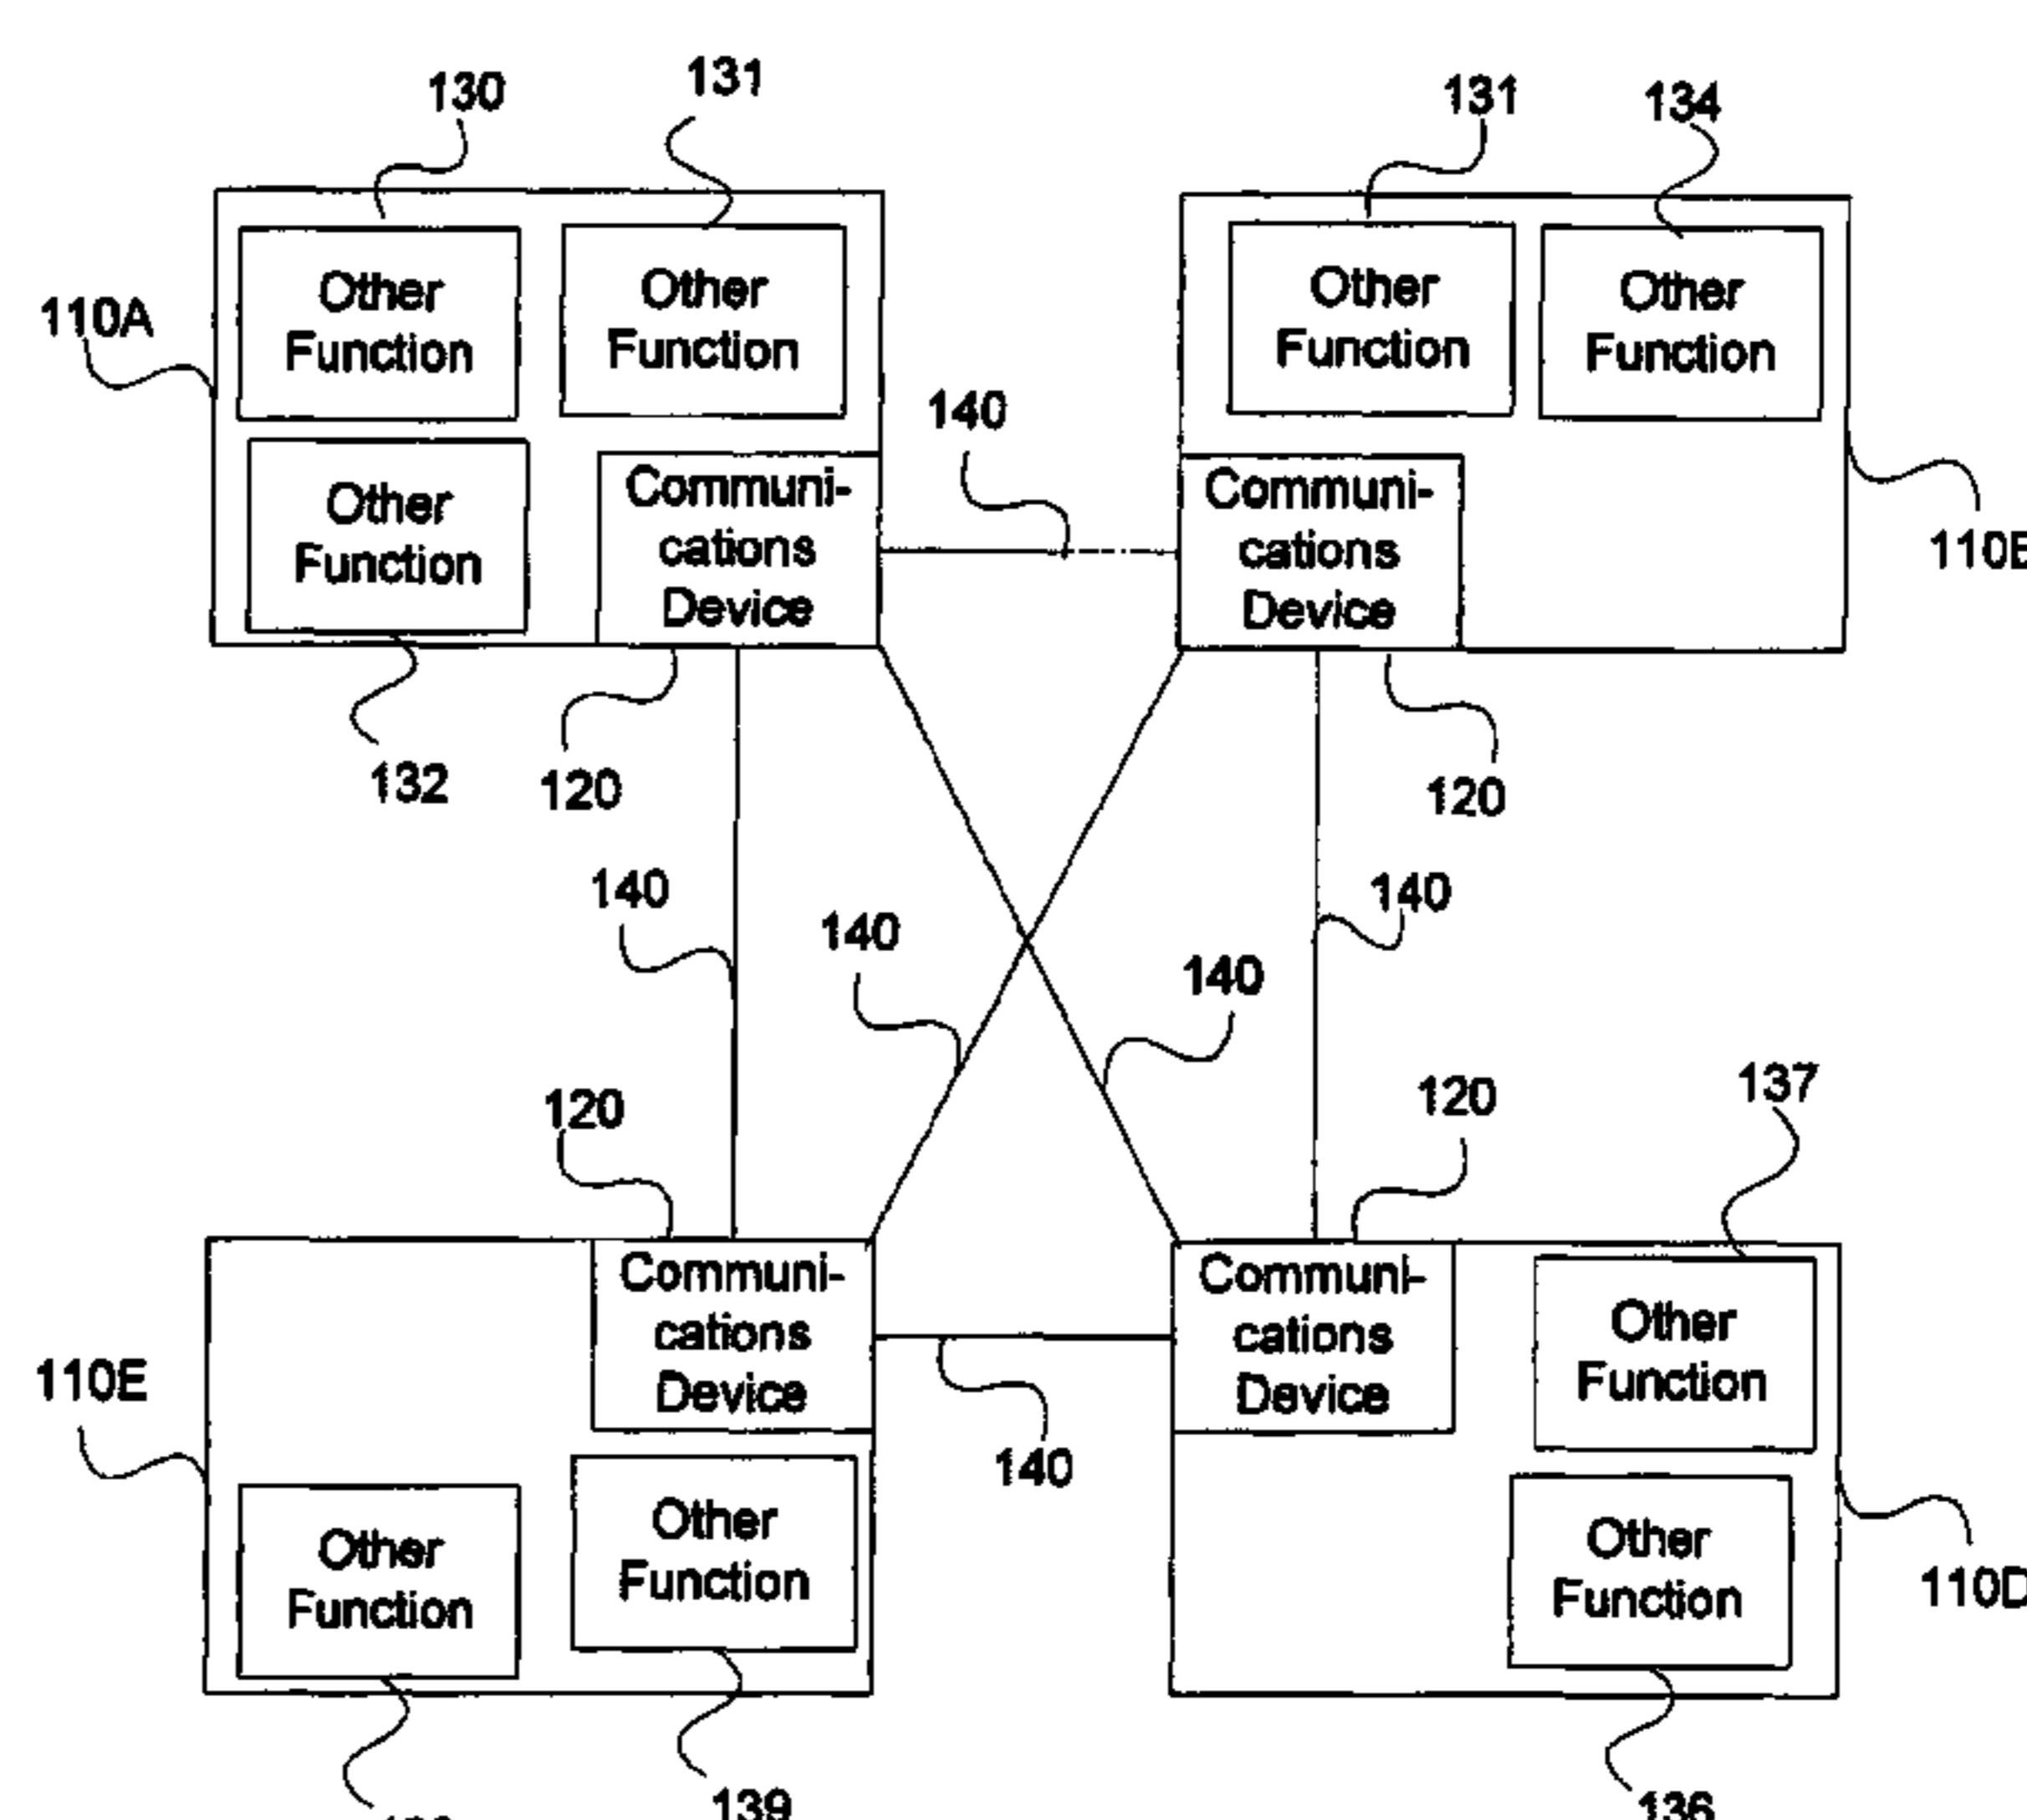 130
131
131
134
Other
Function
Other
Function
Other
Function
Other
Function
110A
140
Other
Function
Communi-
cations
Device
Communi-
cations
Device
110B
132
120
120
140
140
140
140
120
120
137
Communi-
cations
Device
Communi-
cations
Device
Other
Function
110E
140
Other
Function
Other
Function
Other
Function
110D
139
136